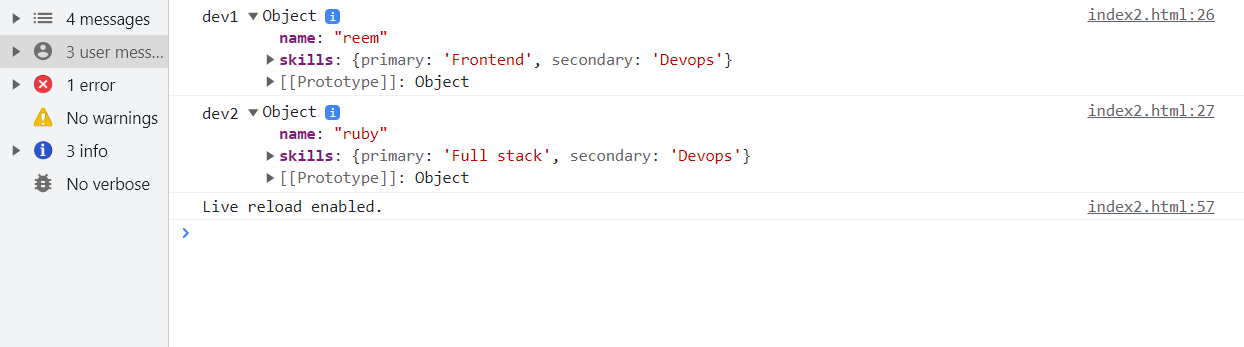 4 messages
3 user mess...
1 error
No warnings
3 info
No verbose
dev1 ▼Object i index2.html:26
name: "reem"
▶skills: {primary: 'Frontend', secondary: 'Devops'}
▶[[Prototype]]: Object
dev2 ▼Object i index2.html:27
name: "ruby"
▶skills: {primary: 'Full stack', secondary: 'Devops'}
▶[[Prototype]]: Object
Live reload enabled. index2.html:57
>